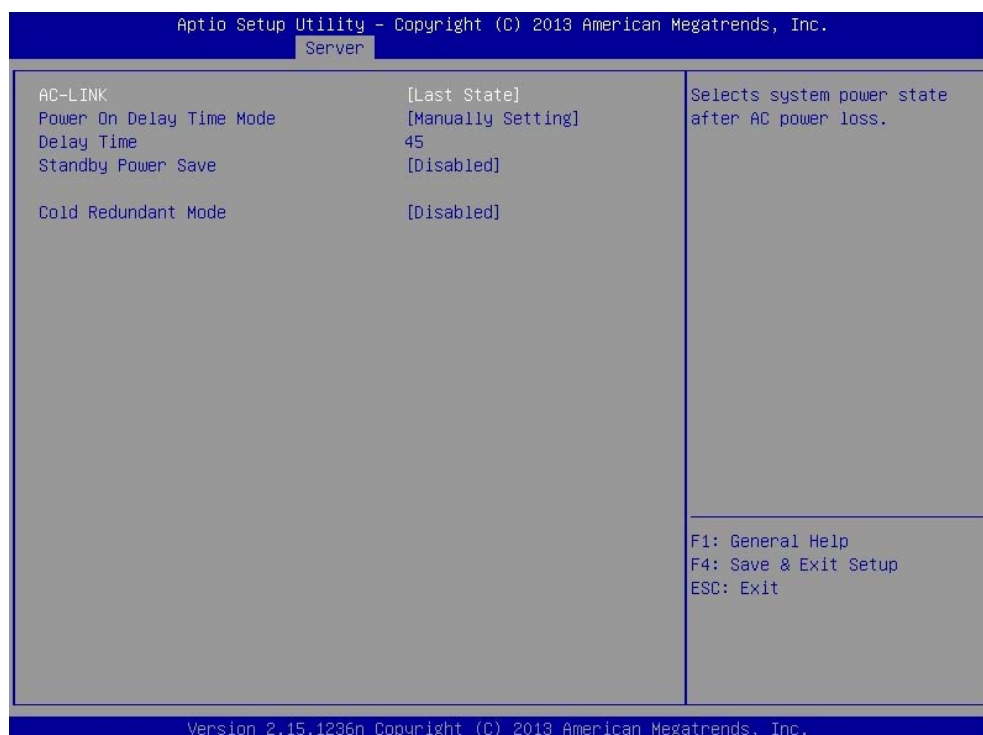 Aptio Setup Utility – Copyright (C) 2013 American Megatrends, Inc.
Server
AC-LINK [Last State]
Power On Delay Time Mode [Manually Setting]
Delay Time 45
Standby Power Save [Disabled]
Cold Redundant Mode [Disabled]
Selects system power state
after AC power loss.
F1: General Help
F4: Save & Exit Setup
ESC: Exit
Version 2.15.1236n Copyright (C) 2013 American Megatrends, Inc.